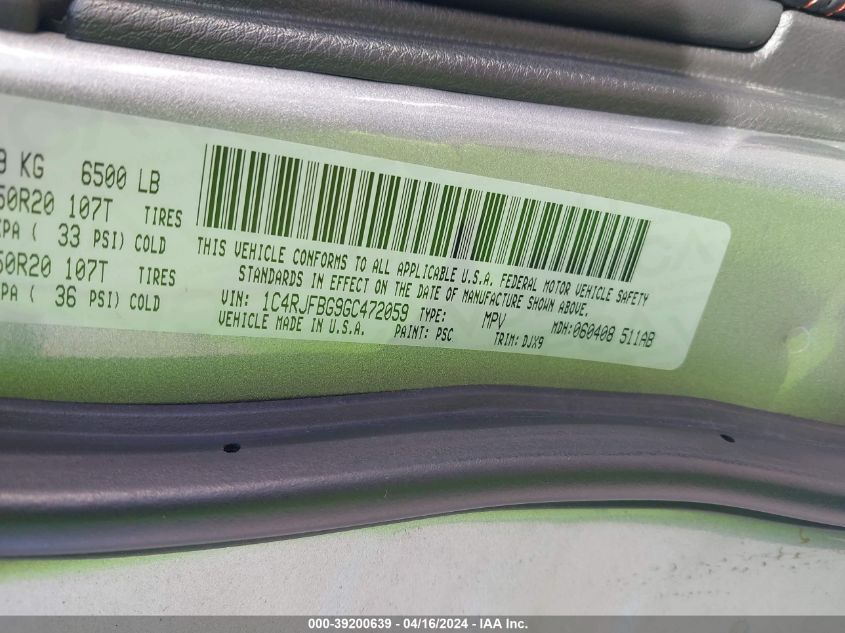 KG 6500 LB
50R20 107T TIRES
KPA ( 33 PSI) COLD
50R20 107T TIRES
KPA ( 36 PSI) COLD
THIS VEHICLE CONFORMS TO ALL APPLICABLE U.S.A. FEDERAL MOTOR VEHICLE SAFETY
STANDARDS IN EFFECT ON THE DATE OF MANUFACTURE SHOWN ABOVE.
VIN: 1C4RJFBG9GC472059 TYPE: MPV MDH:060408 511AB
VEHICLE MADE IN U.S.A. PAINT: PSC TRIM: DJX9
000-39200639 - 04/16/2024 - IAA Inc.